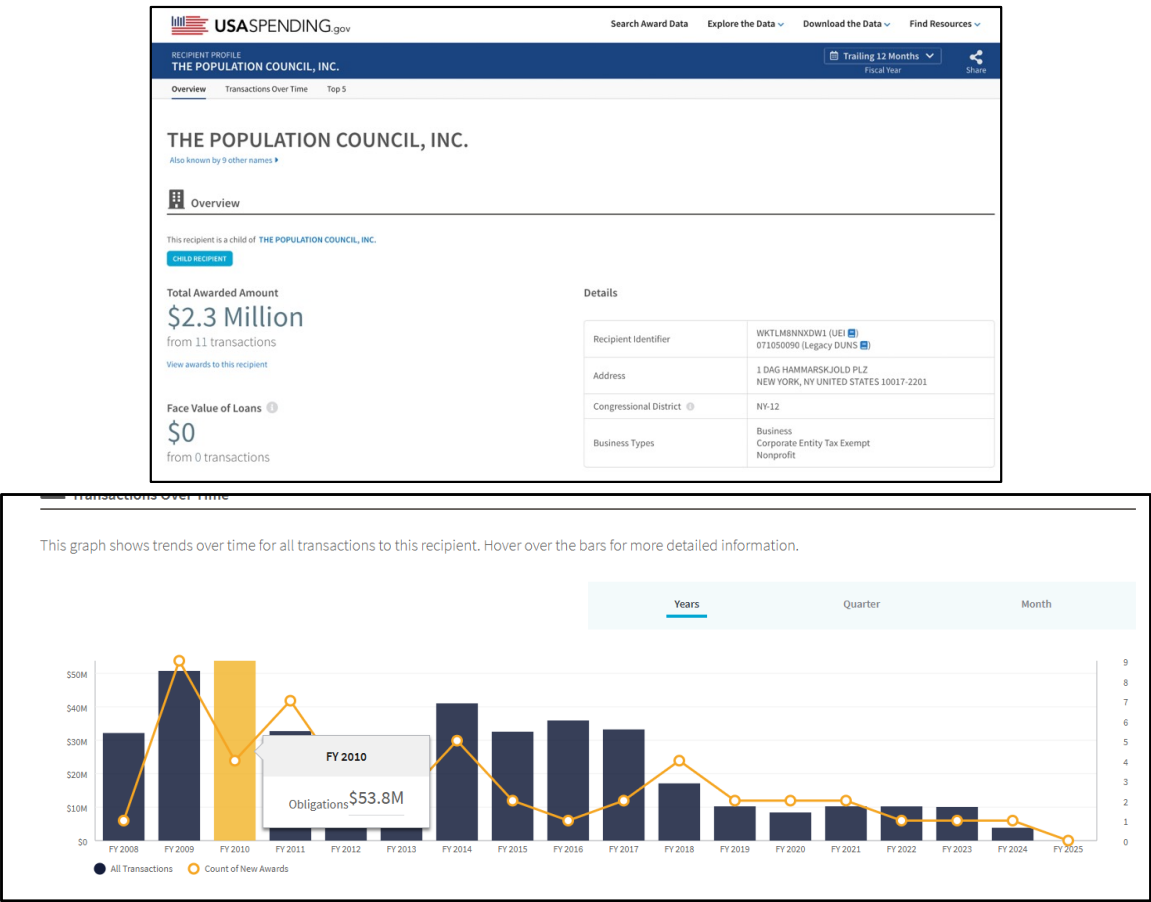 USASPENDING.gov
Search Award Data Explore the Data Download the Data Find Resources
RECIPIENT PROFILE
THE POPULATION COUNCIL, INC.
Trailing 12 Months
Fiscal Year
Share
Overview Transactions Over Time Top 5
THE POPULATION COUNCIL, INC.
Also known by 9 other names
Overview
This recipient is a child of THE POPULATION COUNCIL, INC.
CHILD RECIPIENT
Total Awarded Amount
$2.3 Million
from 11 transactions
View awards to this recipient
Face Value of Loans
$0
from 0 transactions
Details
Recipient Identifier
WKTLM8NNXDW1 (UEI)
071050090 (Legacy DUNS)
Address
1 DAG HAMMARSKJOLD PLZ
NEW YORK, NY UNITED STATES 10017-2201
Congressional District
NY-12
Business Types
Business
Corporate Entity Tax Exempt
Nonprofit
Transactions Over Time
This graph shows trends over time for all transactions to this recipient. Hover over the bars for more detailed information.
Years Quarter Month
$50M
$40M
$30M
$20M
$10M
$0
9
8
7
6
5
4
3
2
1
0
FY 2010
Obligations $53.8M
FY 2008 FY 2009 FY 2010 FY 2011 FY 2012 FY 2013 FY 2014 FY 2015 FY 2016 FY 2017 FY 2018 FY 2019 FY 2020 FY 2021 FY 2022 FY 2023 FY 2024 FY 2025
All Transactions Count of New Awards